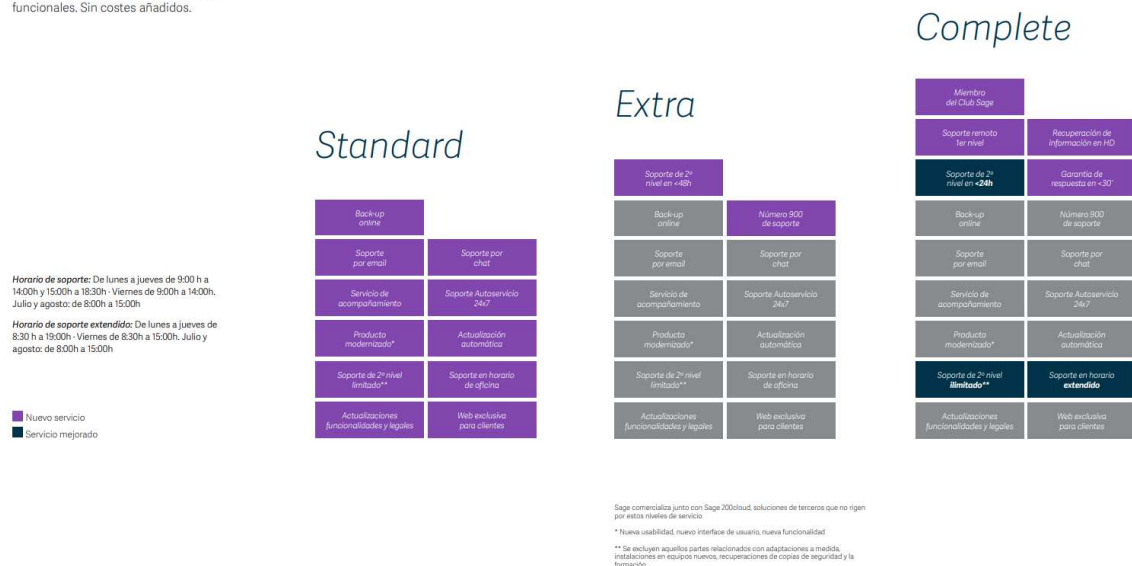 funcionales. Sin costes añadidos.
Horario de soporte: De lunes a jueves de 9:00 h a
14:00h y 15:00h a 18:30h · Viernes de 9:00h a 14:00h.
Julio y agosto: de 8:00h a 15:00h
Horario de soporte extendido: De lunes a jueves de
8:30 h a 19:00h · Viernes de 8:30h a 15:00h. Julio y
agosto: de 8:00h a 15:00h
Nuevo servicio
Servicio mejorado
Standard
Back-up
online
Soporte
por email
Soporte por
chat
Servicio de
acompañamiento
Soporte Autoservicio
24x7
Producto
modernizado*
Actualización
automática
Soporte de 2º nivel
limitado**
Soporte en horario
de oficina
Actualizaciones
funcionalidades y legales
Web exclusiva
para clientes
Extra
Soporte de 2º
nivel en <48h
Back-up
online
Número 900
de soporte
Soporte
por email
Soporte por
chat
Servicio de
acompañamiento
Soporte Autoservicio
24x7
Producto
modernizado*
Actualización
automática
Soporte de 2º nivel
limitado**
Soporte en horario
de oficina
Actualizaciones
funcionalidades y legales
Web exclusiva
para clientes
Sage comercializa junto con Sage 200cloud, soluciones de terceros que no rigen
por estos niveles de servicio
* Nueva usabilidad, nuevo interface de usuario, nueva funcionalidad
** Se excluyen aquellos partes relacionados con adaptaciones a medida,
instalaciones en equipos nuevos, recuperaciones de copias de seguridad y la
formación
Complete
Miembro
del Club Sage
Soporte remoto
1er nivel
Recuperación de
información en HD
Soporte de 2º
nivel en <24h
Garantía de
respuesta en <30'
Back-up
online
Número 900
de soporte
Soporte
por email
Soporte por
chat
Servicio de
acompañamiento
Soporte Autoservicio
24x7
Producto
modernizado*
Actualización
automática
Soporte de 2º nivel
ilimitado**
Soporte en horario
extendido
Actualizaciones
funcionalidades y legales
Web exclusiva
para clientes